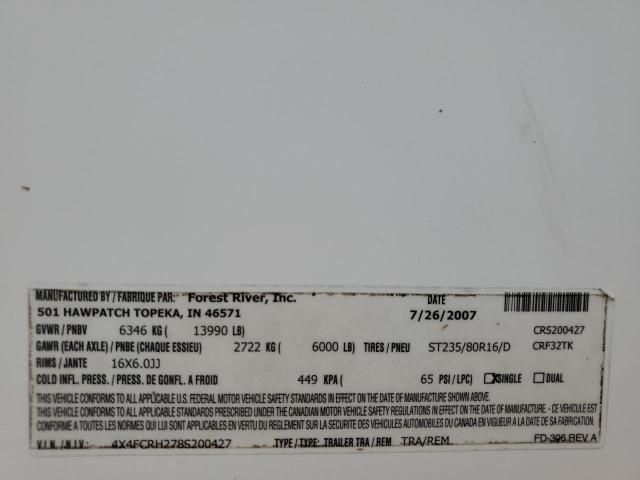 MANUFACTURED BY / FABRIQUE PAR: Forest River, Inc. DATE
501 HAWPATCH TOPEKA, IN 46571 7/26/2007
GVWR / PNBV 6346 KG ( 13990 LB) CRS200427
GAWR (EACH AXLE) / PNBE (CHAQUE ESSIEU) 2722 KG ( 6000 LB) TIRES / PNEU ST235/80R16/D CRF32TK
RIMS / JANTE 16X6.0JJ
COLD INFL. PRESS. / PRESS. DE GONFL. A FROID 449 KPA ( 65 PSI / LPC) X SINGLE DUAL
THIS VEHICLE CONFORMS TO ALL APPLICABLE U.S. FEDERAL MOTOR VEHICLE SAFETY STANDARDS IN EFFECT ON THE DATE OF MANUFACTURE SHOWN ABOVE.
THIS VEHICLE CONFORMS TO ALL APPLICABLE STANDARDS PRESCRIBED UNDER THE CANADIAN MOTOR VEHICLE SAFETY REGULATIONS IN EFFECT ON THE DATE OF MANUFACTURE - CE VEHICULE EST
CONFORME A TOUTES LES NORMES QUI LUI SONT APPLICABLES EN VERTU DU REGLEMENT SUR LA SECURITE DES VEHICULES AUTOMOBILES DU CANADA EN VIGUEUR A LA DATE DE SA FABRICATION
V.I.N. / N.I.V: 4X4FCRH278S200427 TYPE / TYPE: TRAILER TRA / REM TRA/REM FD-306 REV A